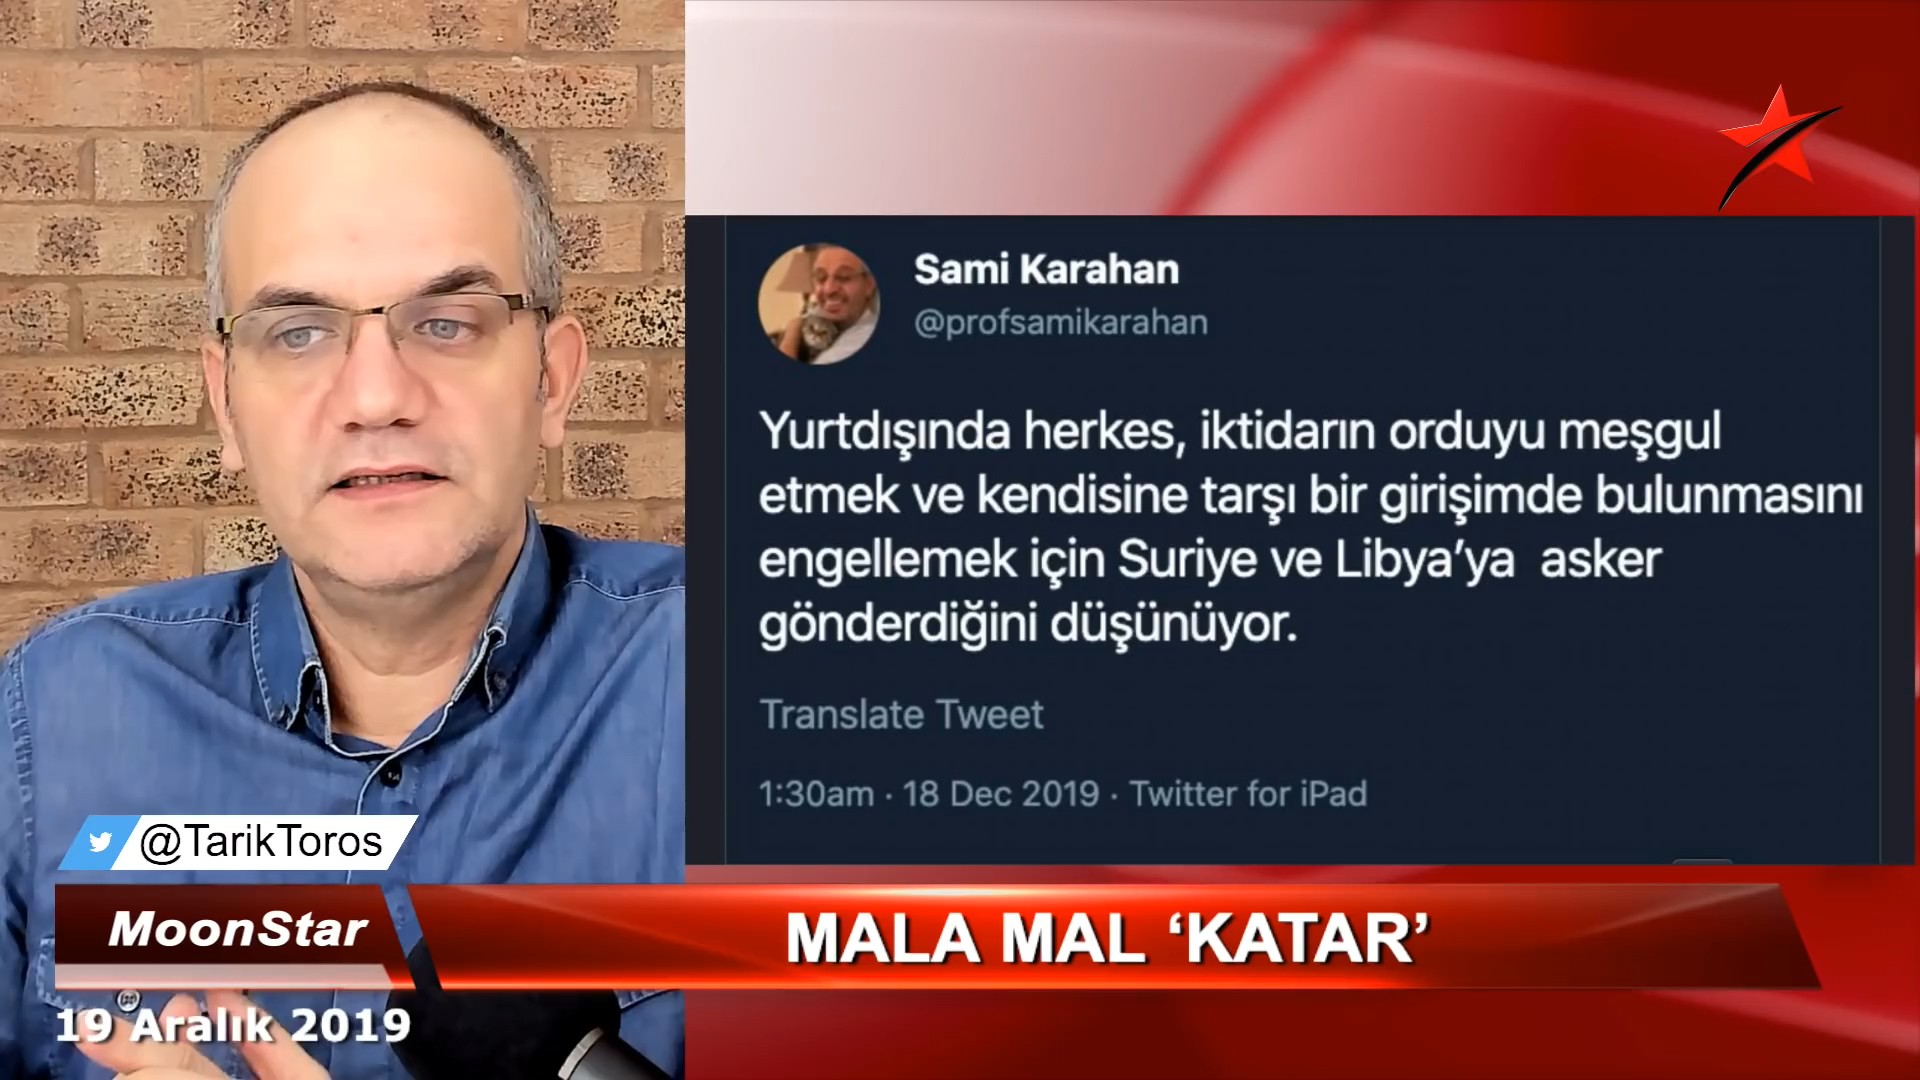 Sami Karahan
@profsamikarahan
Yurtdışında herkes, iktidarın orduyu meşgul
etmek ve kendisine tarşı bir girişimde bulunmasını
engellemek için Suriye ve Libya’ya asker
gönderdiğini düşünüyor.
Translate Tweet
1:30am · 18 Dec 2019 · Twitter for iPad
@TarikToros
MoonStar
MALA MAL ‘KATAR’
19 Aralık 2019